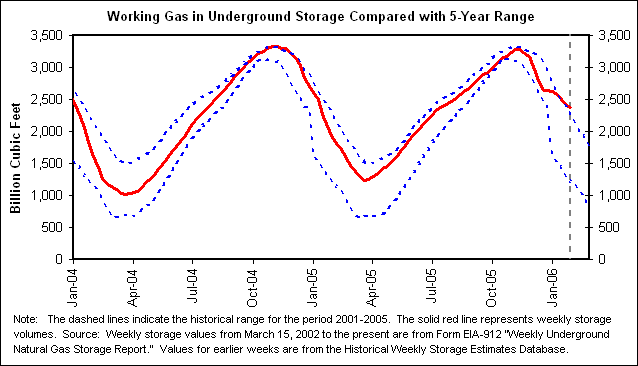 Working Gas in Underground Storage Compared with 5-Year Range
Billion Cubic Feet
3,500
3,000
2,500
2,000
1,500
1,000
500
0
3,500
3,000
2,500
2,000
1,500
1,000
500
0
Jan-04
Apr-04
Jul-04
Oct-04
Jan-05
Apr-05
Jul-05
Oct-05
Jan-06
Note: The dashed lines indicate the historical range for the period 2001-2005. The solid red line represents weekly storage
volumes. Source: Weekly storage values from March 15, 2002 to the present are from Form EIA-912 "Weekly Underground
Natural Gas Storage Report." Values for earlier weeks are from the Historical Weekly Storage Estimates Database.